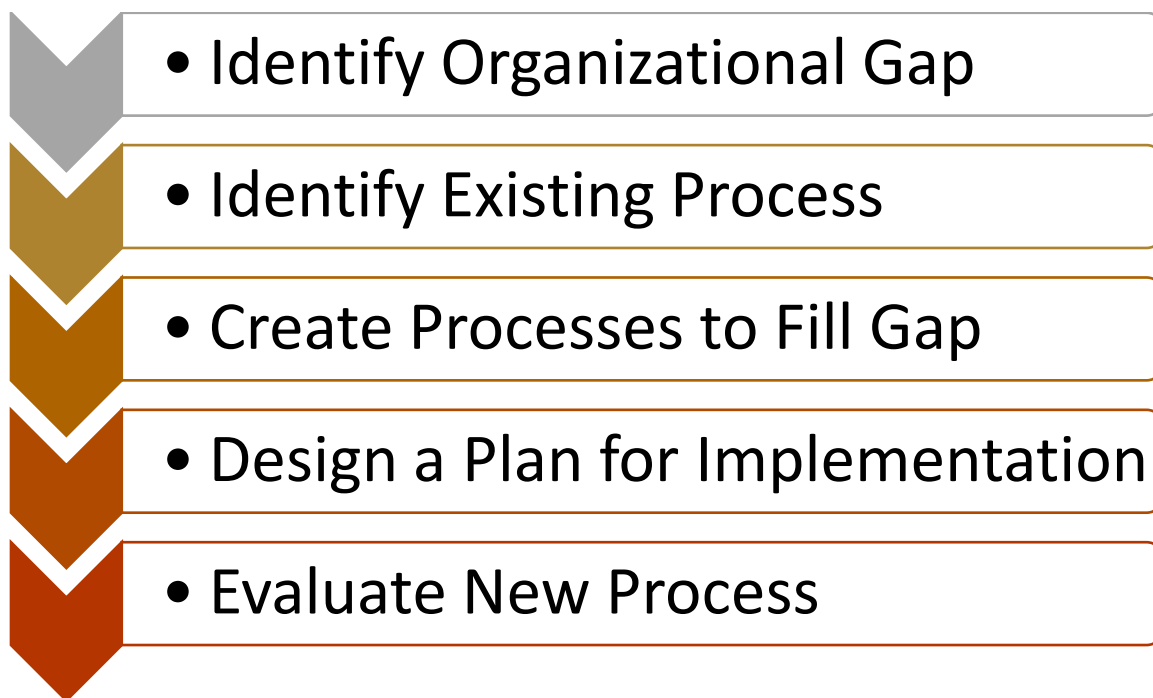 • Identify Organizational Gap
• Identify Existing Process
• Create Processes to Fill Gap
• Design a Plan for Implementation
• Evaluate New Process